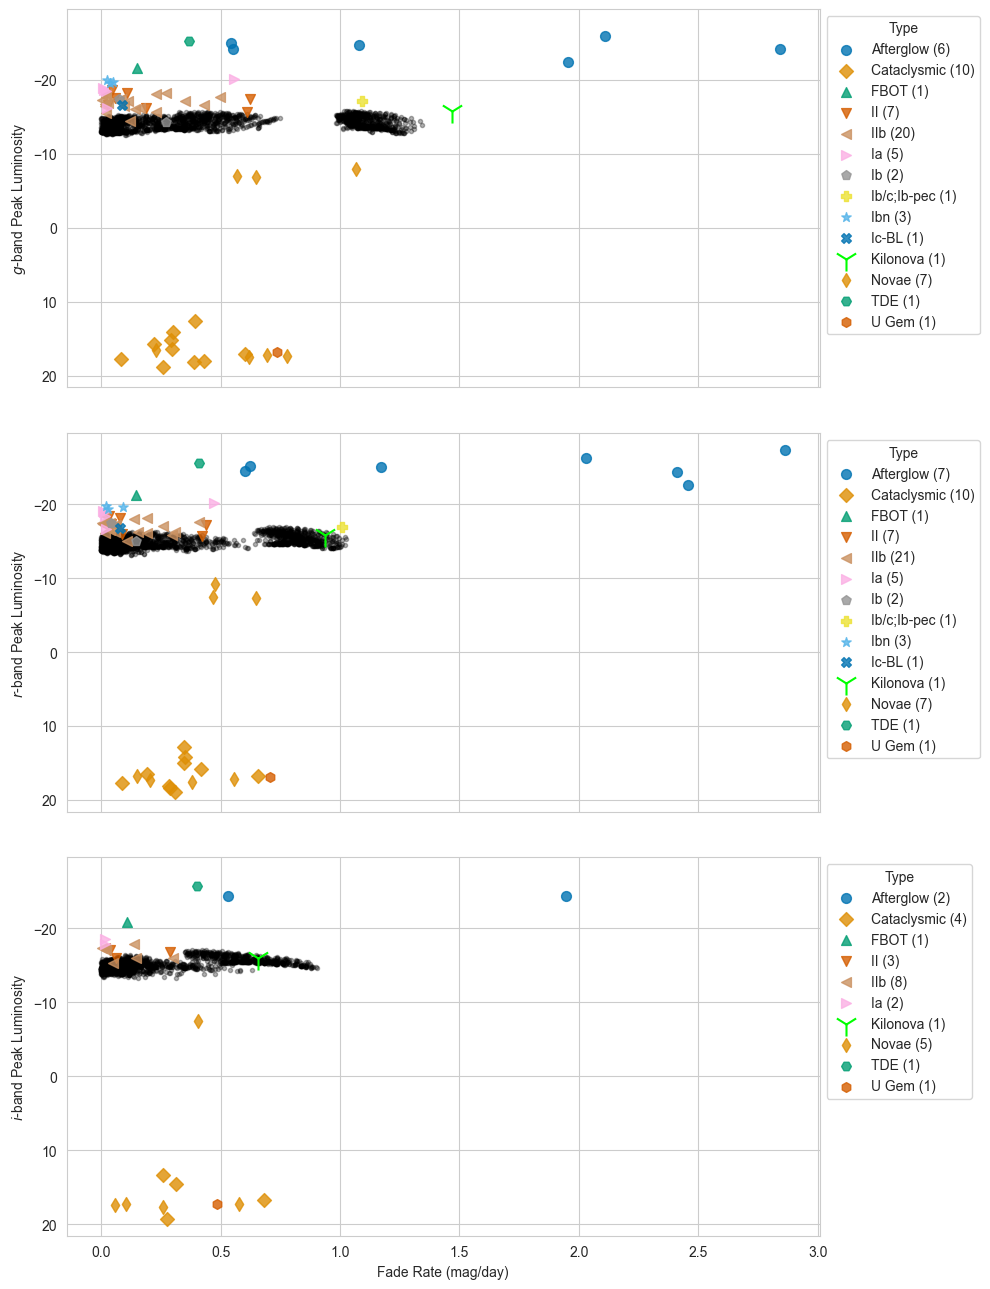 Type
Afterglow (6)
Cataclysmic (10)
FBOT (1)
II (7)
IIb (20)
Ia (5)
Ib (2)
Ib/c;Ib-pec (1)
Ibn (3)
Ic-BL (1)
Kilonova (1)
Novae (7)
TDE (1)
U Gem (1)
−20
−10
0
10
20
g-band Peak Luminosity
Type
Afterglow (7)
Cataclysmic (10)
FBOT (1)
II (7)
IIb (21)
Ia (5)
Ib (2)
Ib/c;Ib-pec (1)
Ibn (3)
Ic-BL (1)
Kilonova (1)
Novae (7)
TDE (1)
U Gem (1)
−20
−10
0
10
20
r-band Peak Luminosity
Type
Afterglow (2)
Cataclysmic (4)
FBOT (1)
II (3)
IIb (8)
Ia (2)
Kilonova (1)
Novae (5)
TDE (1)
U Gem (1)
−20
−10
0
10
20
i-band Peak Luminosity
0.0 0.5 1.0 1.5 2.0 2.5 3.0
Fade Rate (mag/day)